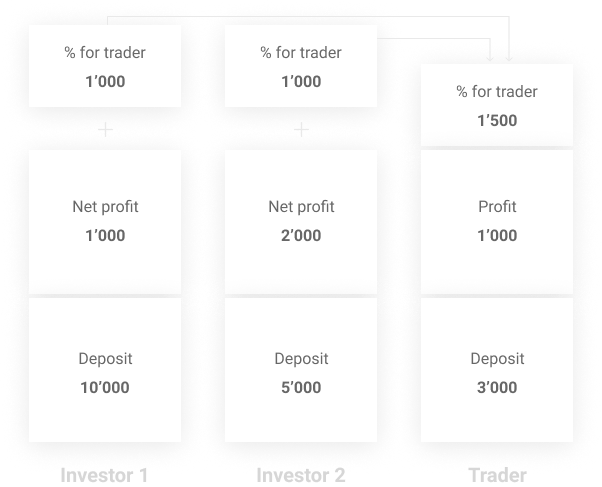 % for trader
1’000
+
Net profit
1’000
Deposit
10’000
Investor 1
% for trader
1’000
+
Net profit
2’000
Deposit
5’000
Investor 2
% for trader
1’500
Profit
1’000
Deposit
3’000
Trader